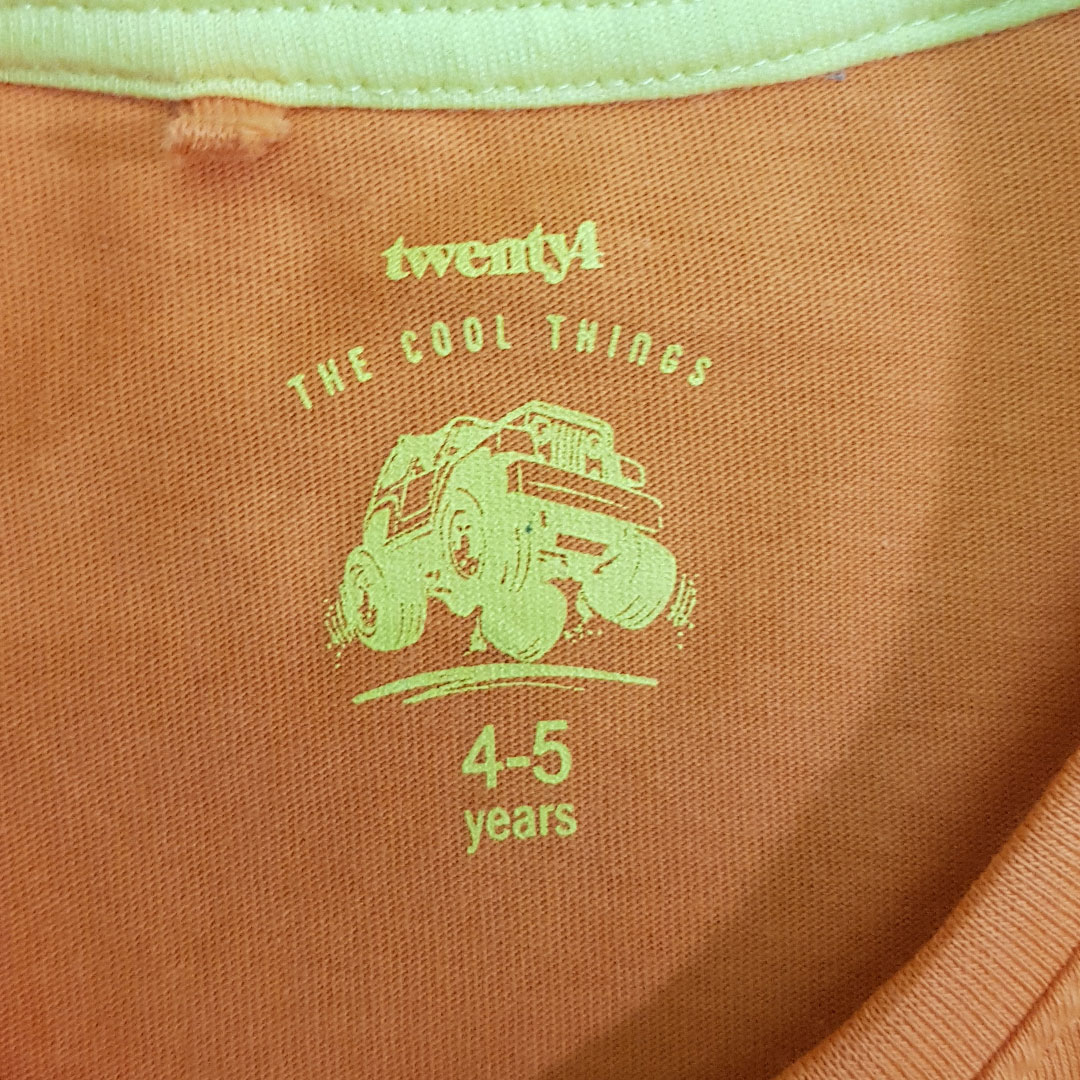 twenty4
THE COOL THINGS
4-5
years